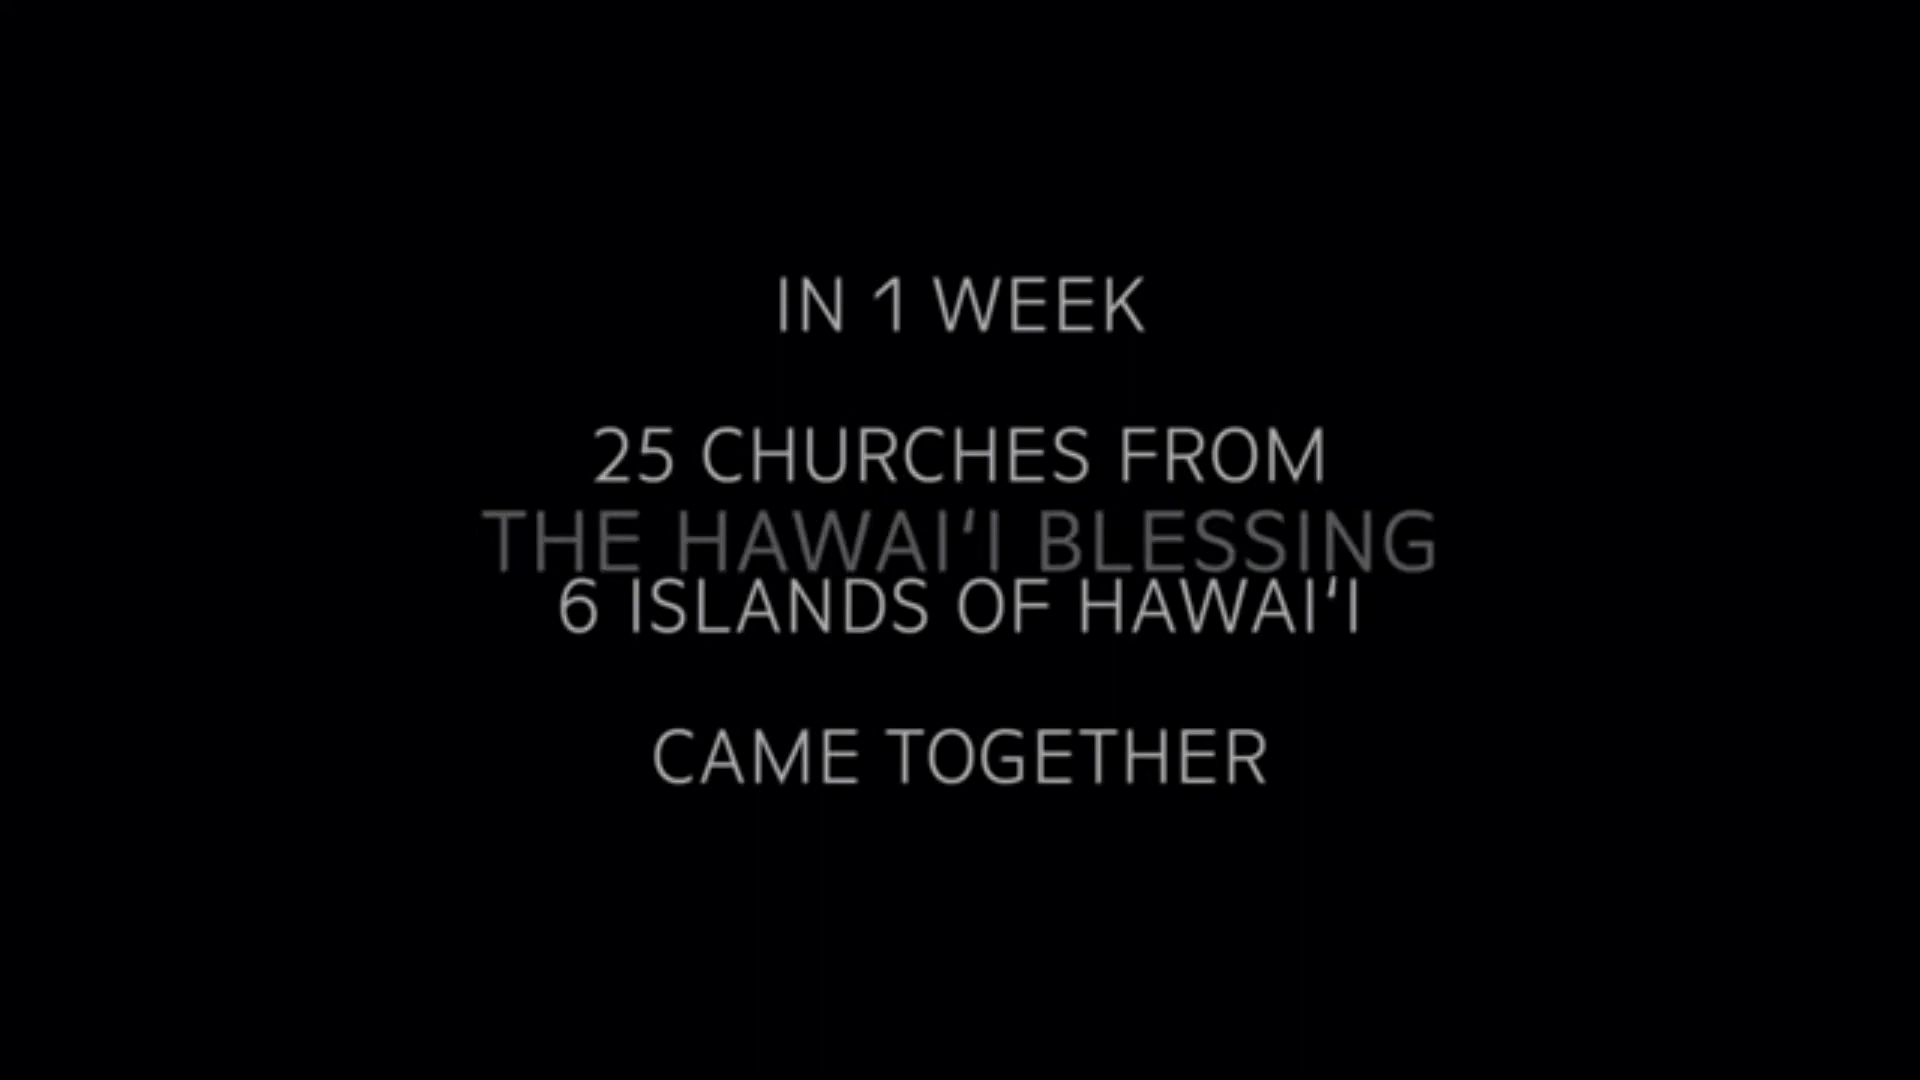 IN 1 WEEK
25 CHURCHES FROM
THE HAWAIʻI BLESSING
6 ISLANDS OF HAWAIʻI
CAME TOGETHER